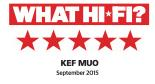 WHAT HI★FI?
KEF MUO
September 2015